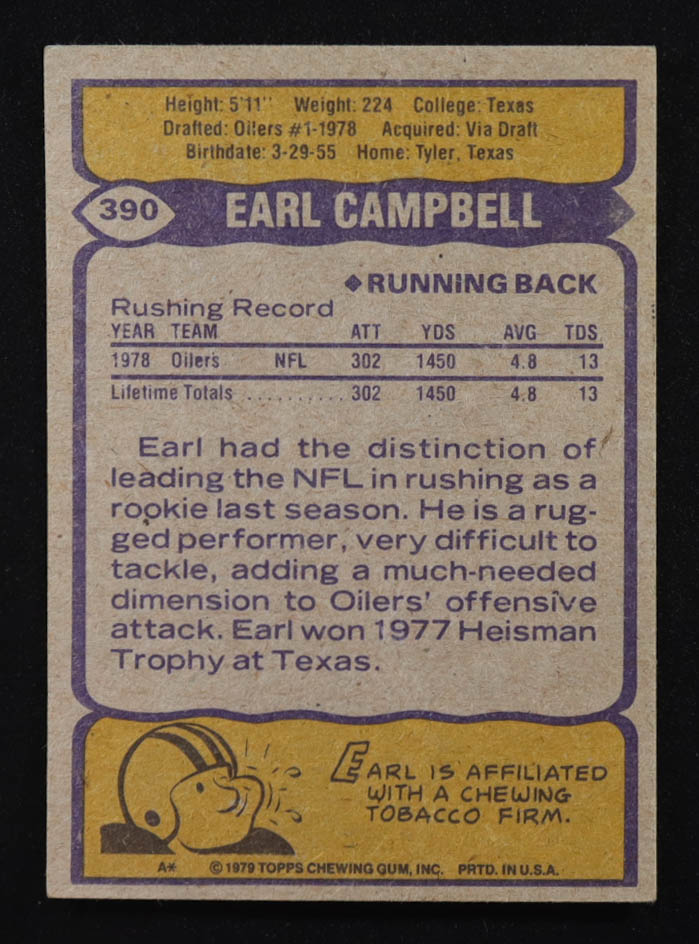 Height: 5'11" Weight: 224 College: Texas
Drafted: Oilers #1-1978 Acquired: Via Draft
Birthdate: 3-29-55 Home: Tyler, Texas
390 EARL CAMPBELL
◆RUNNING BACK
Rushing Record
YEAR TEAM ATT YDS AVG TDS
1978 Oilers NFL 302 1450 4.8 13
Lifetime Totals .......... 302 1450 4.8 13
Earl had the distinction of
leading the NFL in rushing as a
rookie last season. He is a rug-
ged performer, very difficult to
tackle, adding a much-needed
dimension to Oilers' offensive
attack. Earl won 1977 Heisman
Trophy at Texas.
EARL IS AFFILIATED
WITH A CHEWING
TOBACCO FIRM.
A* ©1979 TOPPS CHEWING GUM, INC. PRTD. IN U.S.A.